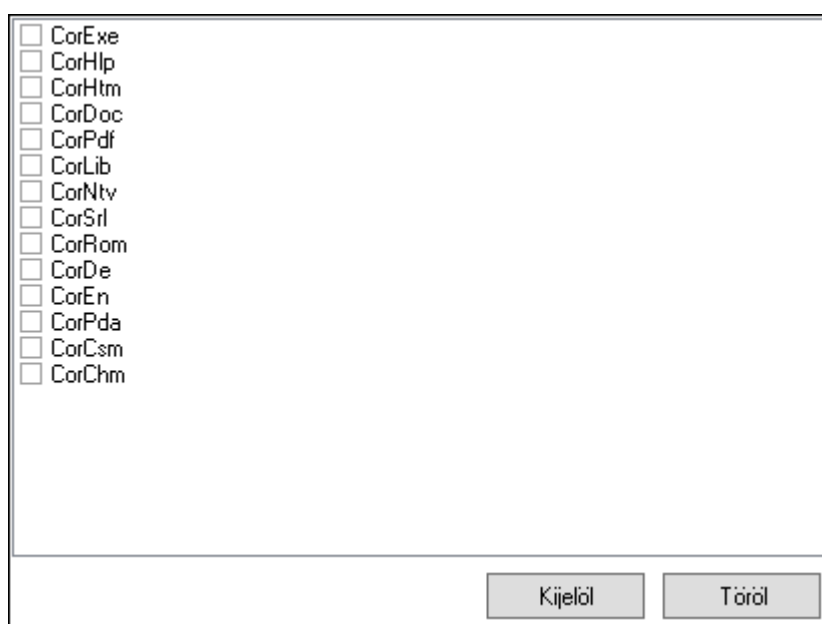 CorExe
CorHlp
CorHtm
CorDoc
CorPdf
CorLib
CorNtv
CorSrl
CorRom
CorDe
CorEn
CorPda
CorCsm
CorChm
Kijelöl Töröl